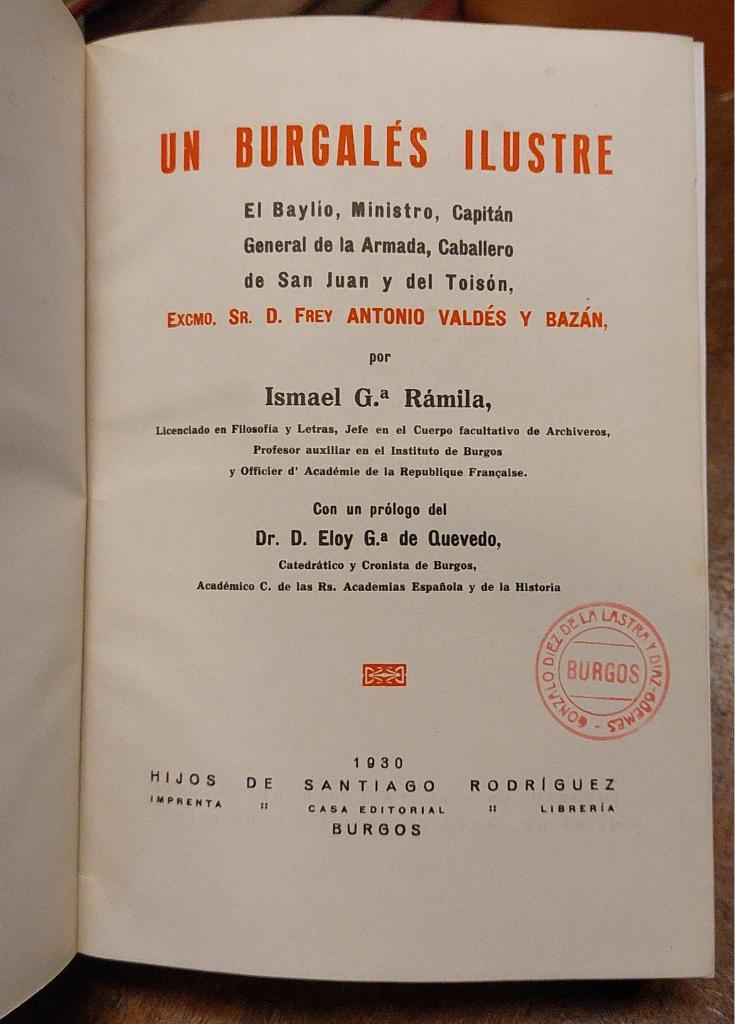 UN BURGALÉS ILUSTRE
El Baylío, Ministro, Capitán
General de la Armada, Caballero
de San Juan y del Toisón,
EXCMO. SR. D. FREY ANTONIO VALDÉS Y BAZÁN,
por
Ismael G.ª Rámila,
Licenciado en Filosofía y Letras, Jefe en el Cuerpo facultativo de Archiveros,
Profesor auxiliar en el Instituto de Burgos
y Officier d' Académie de la Republique Française.
Con un prólogo del
Dr. D. Eloy G.ª de Quevedo,
Catedrático y Cronista de Burgos,
Académico C. de las Rs. Academias Española y de la Historia
GONZALO DIEZ DE LA LASTRA Y DIAZ-GÜEMES -
BURGOS
1930
HIJOS DE SANTIAGO RODRÍGUEZ
IMPRENTA :: CASA EDITORIAL :: LIBRERÍA
BURGOS